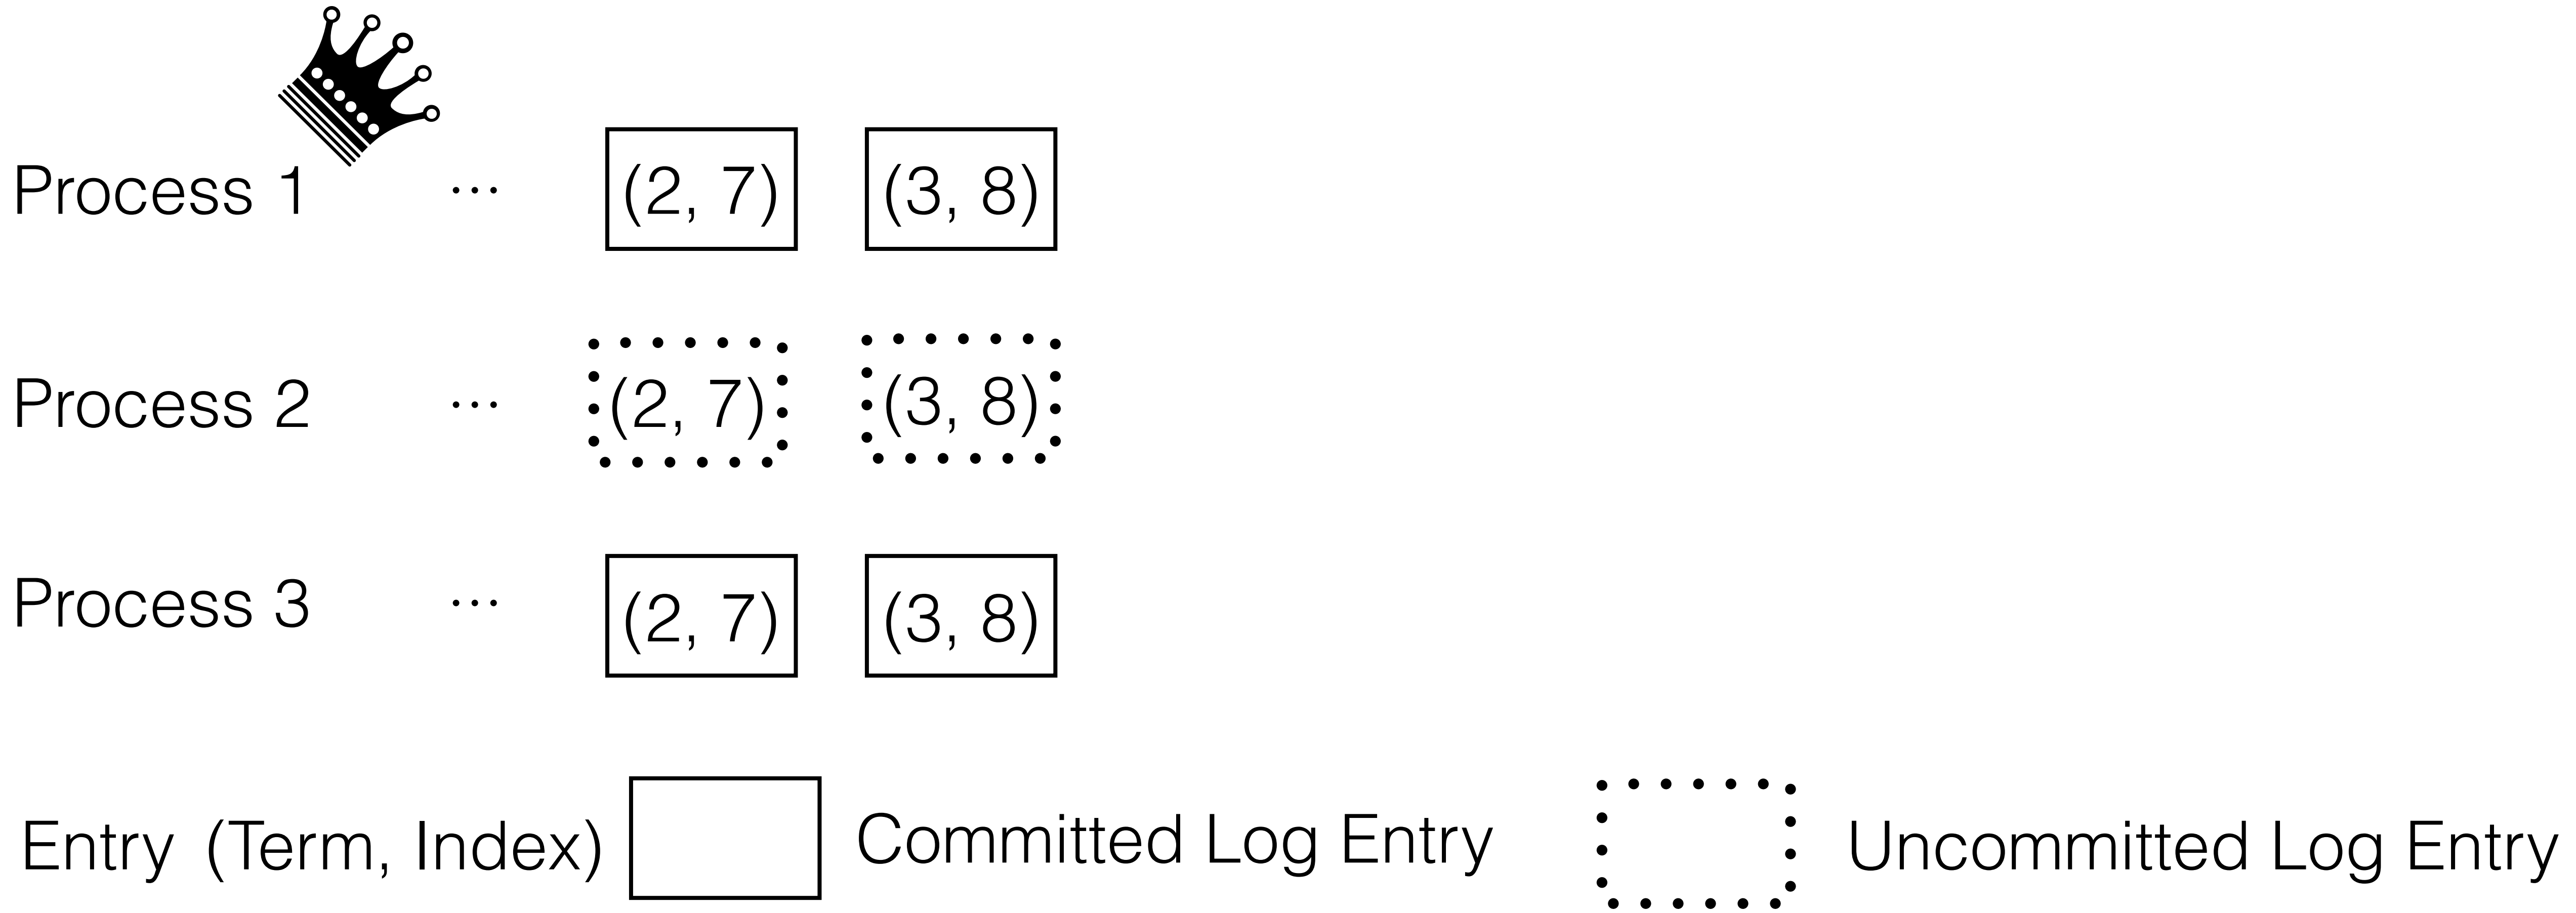 Process 1 ... (2, 7) (3, 8)
Process 2 ... (2, 7) (3, 8)
Process 3 ... (2, 7) (3, 8)
Entry (Term, Index) Committed Log Entry Uncommitted Log Entry